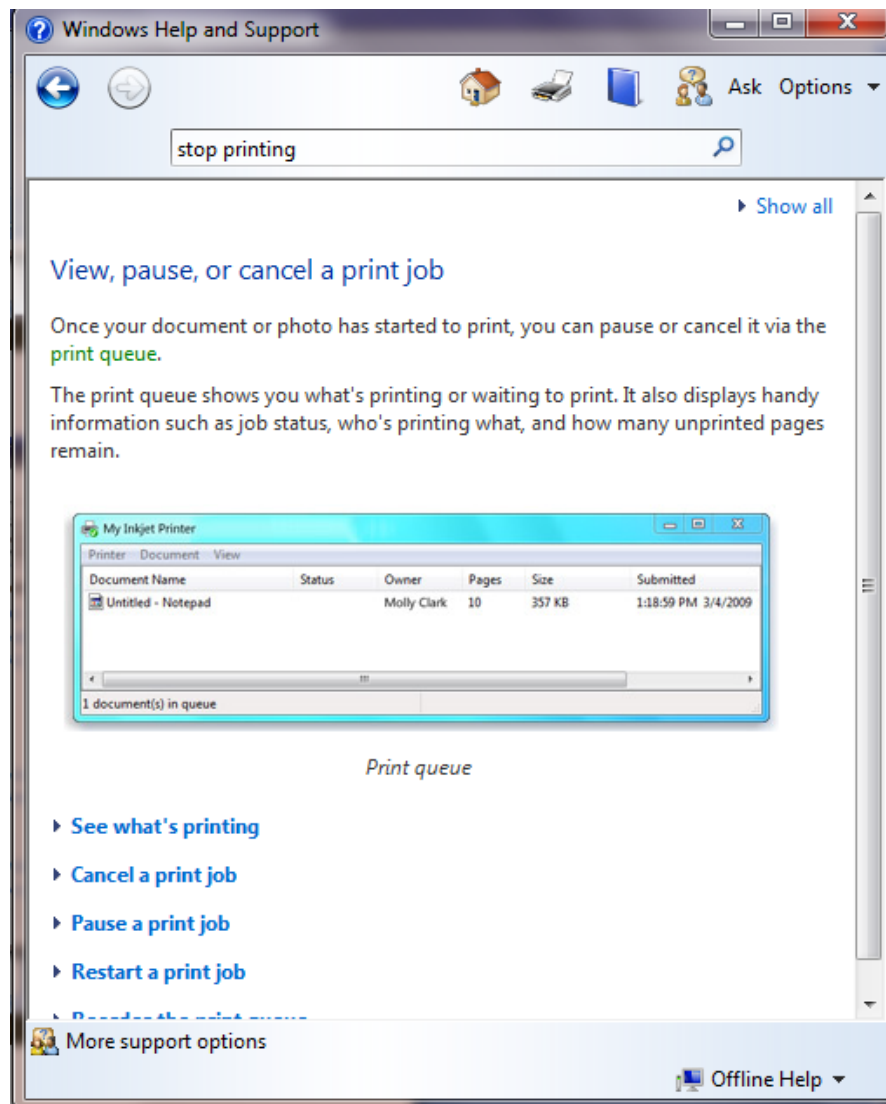 Windows Help and Support
Ask Options
stop printing
Show all
View, pause, or cancel a print job
Once your document or photo has started to print, you can pause or cancel it via the
print queue.
The print queue shows you what's printing or waiting to print. It also displays handy
information such as job status, who's printing what, and how many unprinted pages
remain.
My Inkjet Printer
Printer Document View
Document Name Status Owner Pages Size Submitted
Untitled - Notepad Molly Clark 10 357 KB 1:18:59 PM 3/4/2009
1 document(s) in queue
Print queue
See what's printing
Cancel a print job
Pause a print job
Restart a print job
Reorder the print queue
More support options
Offline Help